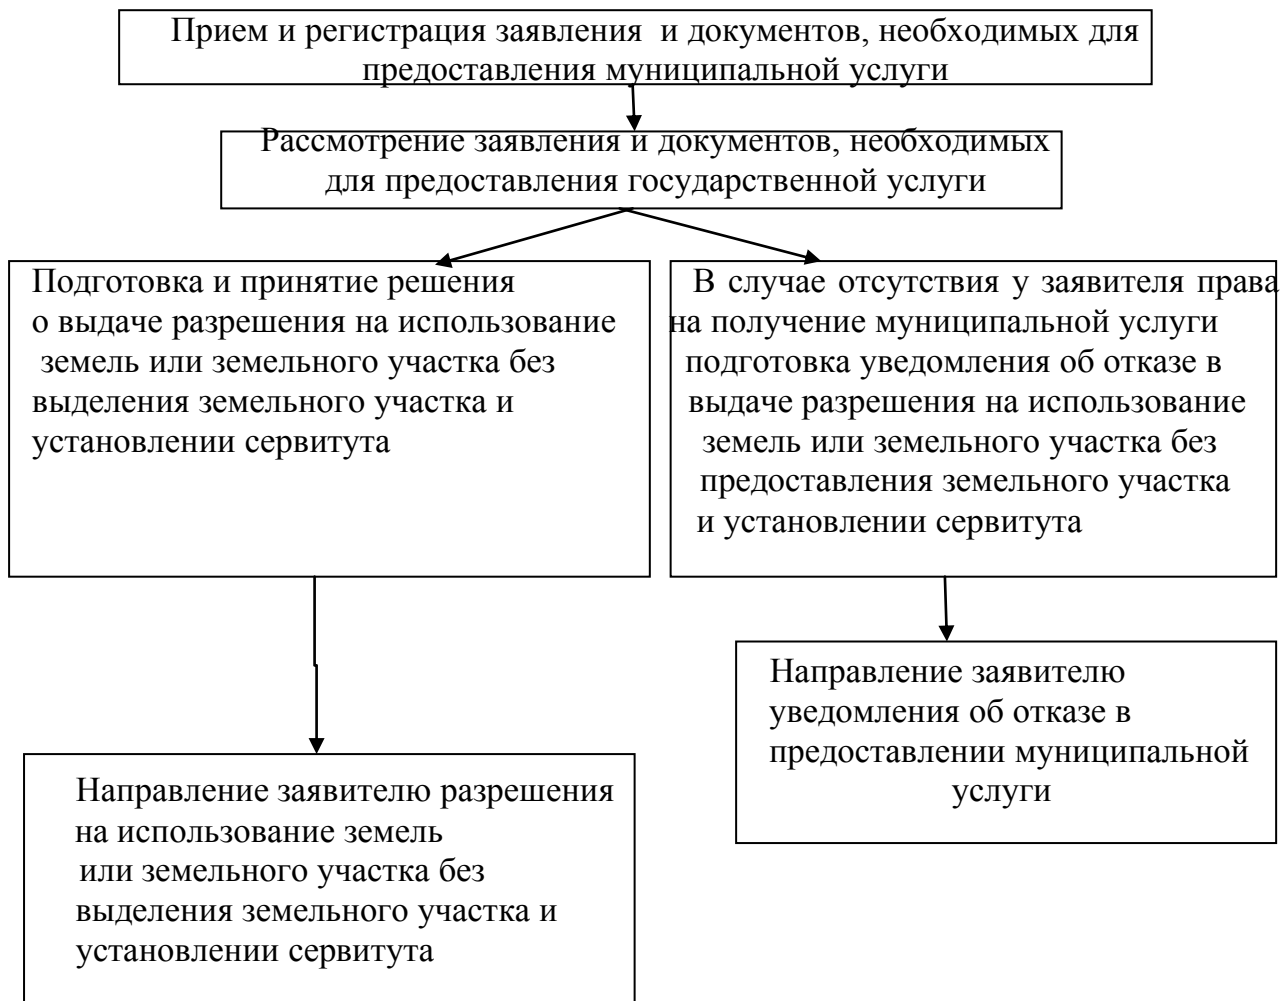 Прием и регистрация заявления и документов, необходимых для
предоставления муниципальной услуги
Рассмотрение заявления и документов, необходимых
для предоставления государственной услуги
Подготовка и принятие решения
о выдаче разрешения на использование
земель или земельного участка без
выделения земельного участка и
установлении сервитута
В случае отсутствия у заявителя права
на получение муниципальной услуги
подготовка уведомления об отказе в
выдаче разрешения на использование
земель или земельного участка без
предоставления земельного участка
и установлении сервитута
Направление заявителю
уведомления об отказе в
предоставлении муниципальной
услуги
Направление заявителю разрешения
на использование земель
или земельного участка без
выделения земельного участка и
установлении сервитута